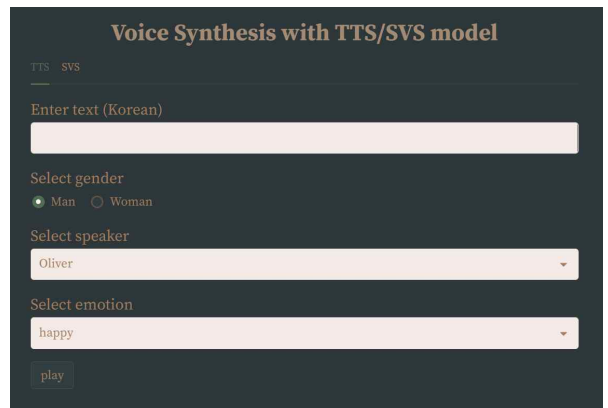 Voice Synthesis with TTS/SVS model
TTS SVS
Enter text (Korean)
Select gender
Man Woman
Select speaker
Oliver
Select emotion
happy
play